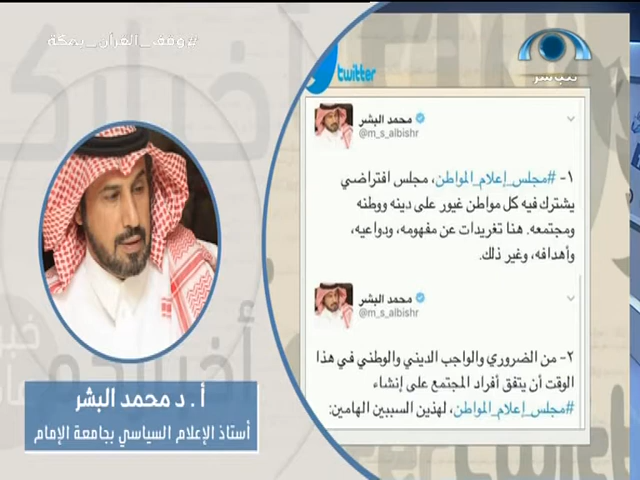 #وقف_القرآن_بمكة
مباشر
twitter
محمد البشر
@m_s_albishr
١- #مجلس_إعلام_المواطن، مجلس افتراضي
يشترك فيه كل مواطن غيور على دينه ووطنه
ومجتمعه. هنا تغريدات عن مفهومه، ودواعيه،
وأهدافه، وغير ذلك.
محمد البشر
@m_s_albishr
٢- من الضروري والواجب الديني والوطني في هذا
الوقت أن يتفق أفراد المجتمع على إنشاء
#مجلس_إعلام_المواطن، لهذين السببين الهامين:
أ . د محمد البشر
أستاذ الإعلام السياسي بجامعة الإمام